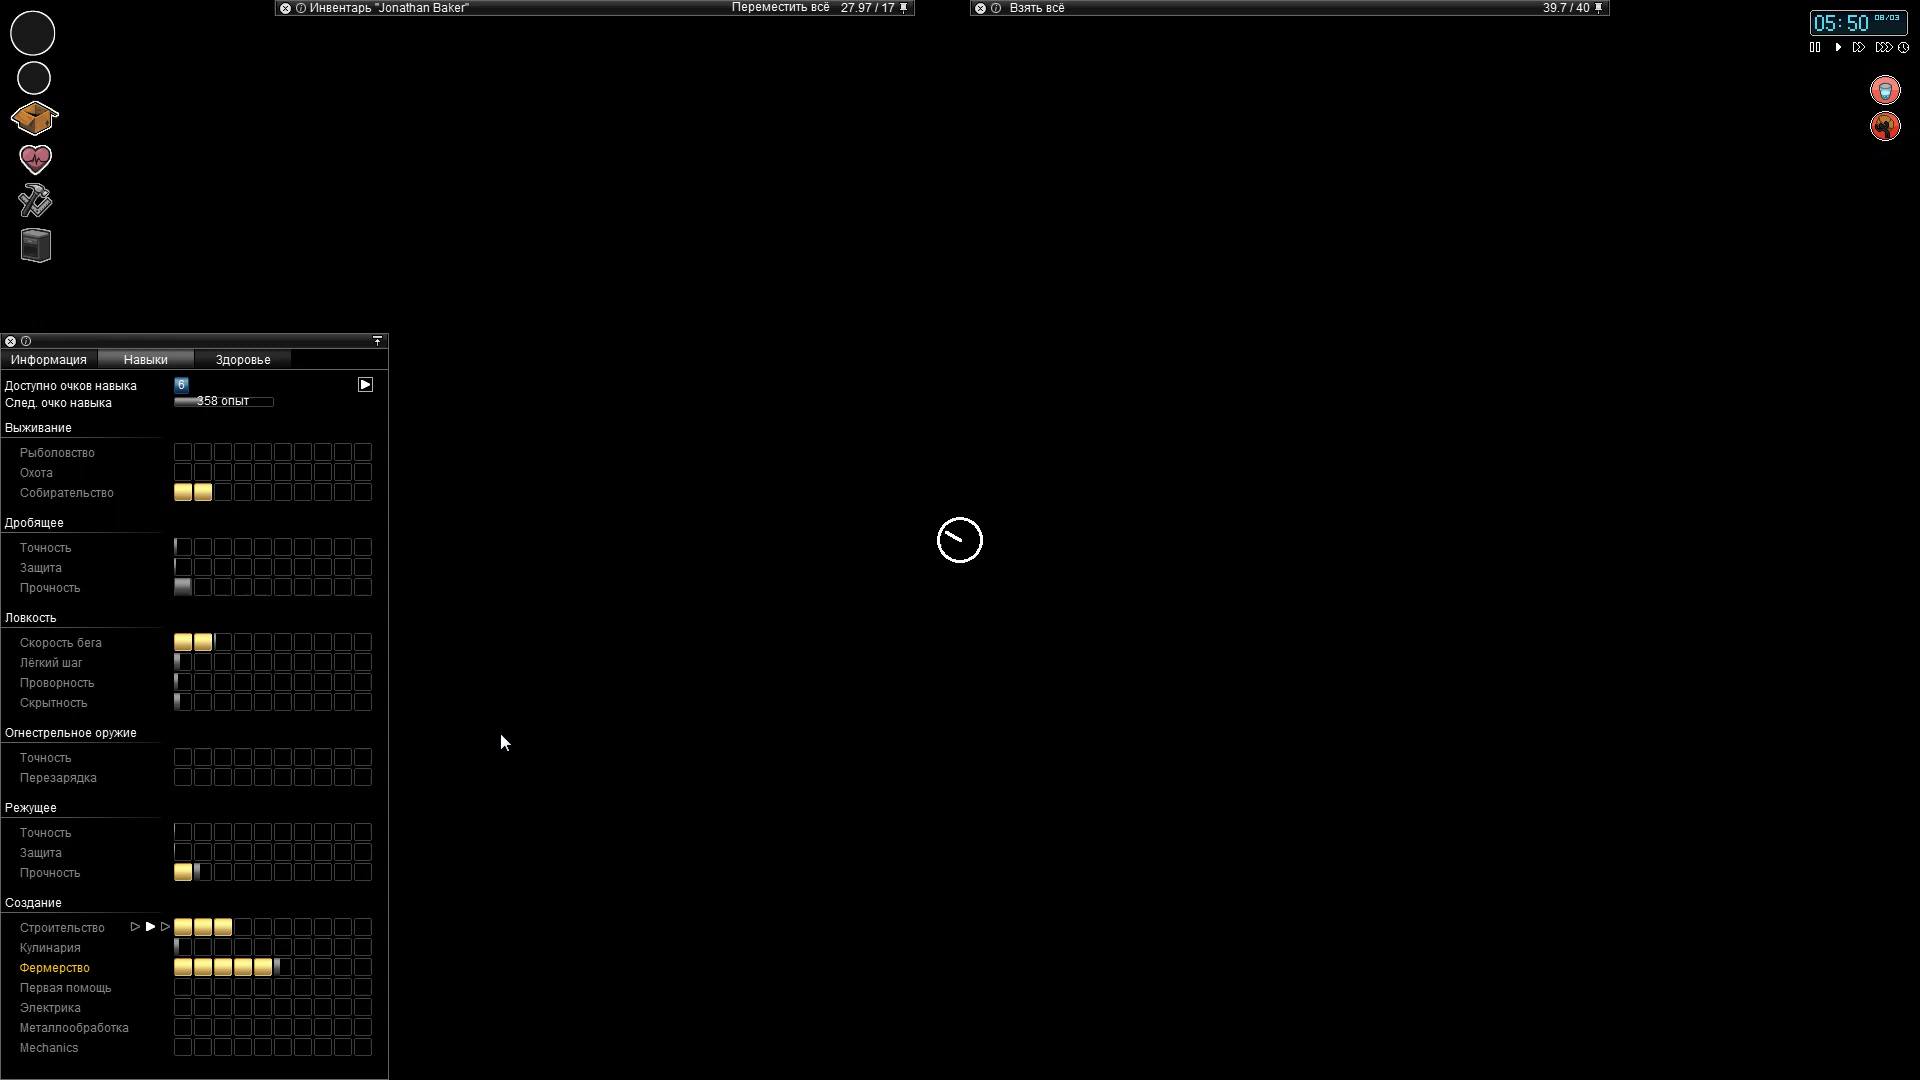 Инвентарь "Jonathan Baker" Переместить всё 27.97 / 17
Взять всё 39.7 / 40
05:50 08/03
Информация Навыки Здоровье
Доступно очков навыка 6
След. очко навыка 358 опыт
Выживание
Рыболовство
Охота
Собирательство
Дробящее
Точность
Защита
Прочность
Ловкость
Скорость бега
Лёгкий шаг
Проворность
Скрытность
Огнестрельное оружие
Точность
Перезарядка
Режущее
Точность
Защита
Прочность
Создание
Строительство
Кулинария
Фермерство
Первая помощь
Электрика
Металлообработка
Mechanics